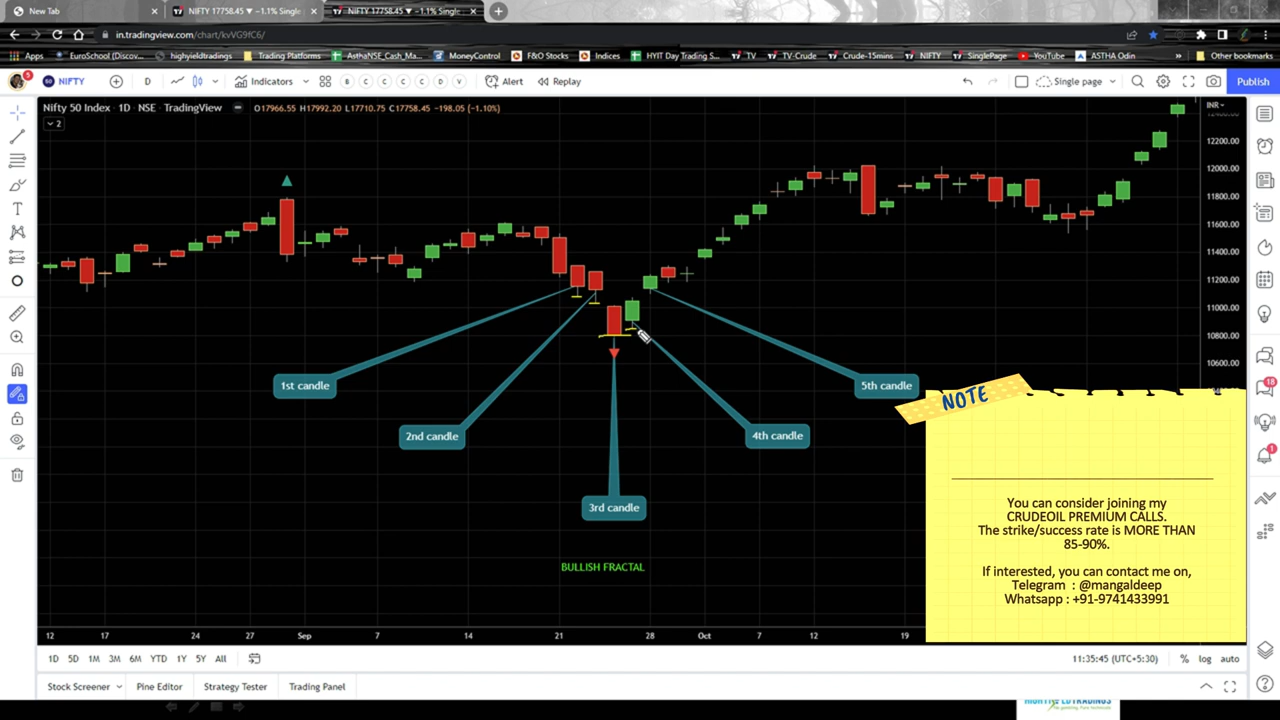 New Tab
NIFTY 17758.45 ▼ −1.1% Single
NIFTY 17758.45 ▼ −1.1% Single
in.tradingview.com/chart/kvVG9fC6/
Apps
EuroSchool (Discov...
highyieldtradings
Trading Platforms
AsthaNSE_Cash_Ma...
MoneyControl
F&O Stocks
Indices
HYIT Day Trading S...
TV
TV-Crude
Crude-15mins
NIFTY
SinglePage
YouTube
ASTHA Odin
Other bookmarks
5
50
NIFTY
D
Indicators
B
C
C
C
C
D
V
Alert
Replay
Single page
Publish
Nifty 50 Index · 1D · NSE · TradingView
O17966.55 H17992.20 L17710.75 C17758.45 −198.05 (−1.10%)
2
INR
12200.00
12000.00
11800.00
11600.00
11400.00
11200.00
11000.00
10800.00
10600.00
18
1
1st candle
2nd candle
3rd candle
4th candle
5th candle
BULLISH FRACTAL
NOTE
You can consider joining my
CRUDEOIL PREMIUM CALLS.
The strike/success rate is MORE THAN
85-90%.
If interested, you can contact me on,
Telegram : @mangaldeep
Whatsapp : +91-9741433991
12
17
24
27
Sep
7
14
21
28
Oct
7
12
19
1D
5D
1M
3M
6M
YTD
1Y
5Y
All
11:35:45 (UTC+5:30)
%
log
auto
Stock Screener
Pine Editor
Strategy Tester
Trading Panel